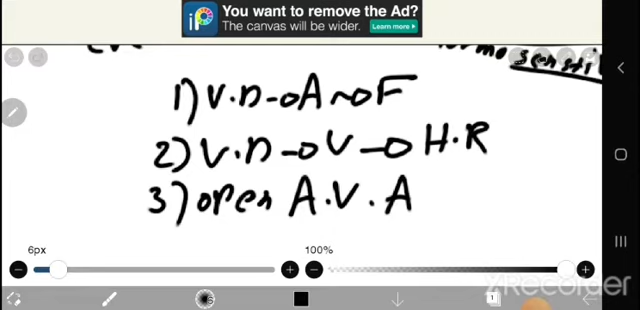 You want to remove the Ad?
The canvas will be wider.
Learn more
1) V.D→A→F
2) V.D→V→H.R
3) open A.V.A
6px
100%
XRecorder